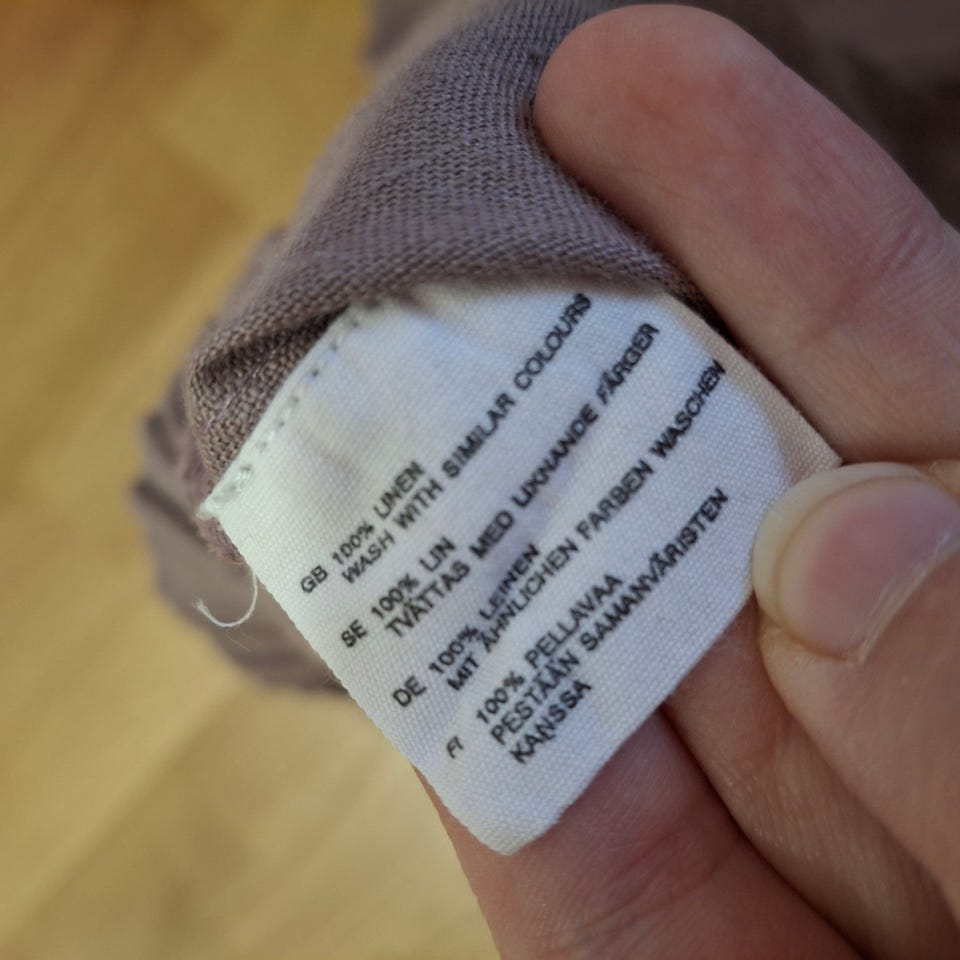 GB 100% LINEN
WASH WITH SIMILAR COLOURS
SE 100% LIN
TVÄTTAS MED LIKNANDE FÄRGER
DE 100% LEINEN
MIT ÄHNLICHEN FARBEN WASCHEN
FI 100% PELLAVAA
PESTÄÄN SAMANVÄRISTEN
KANSSA